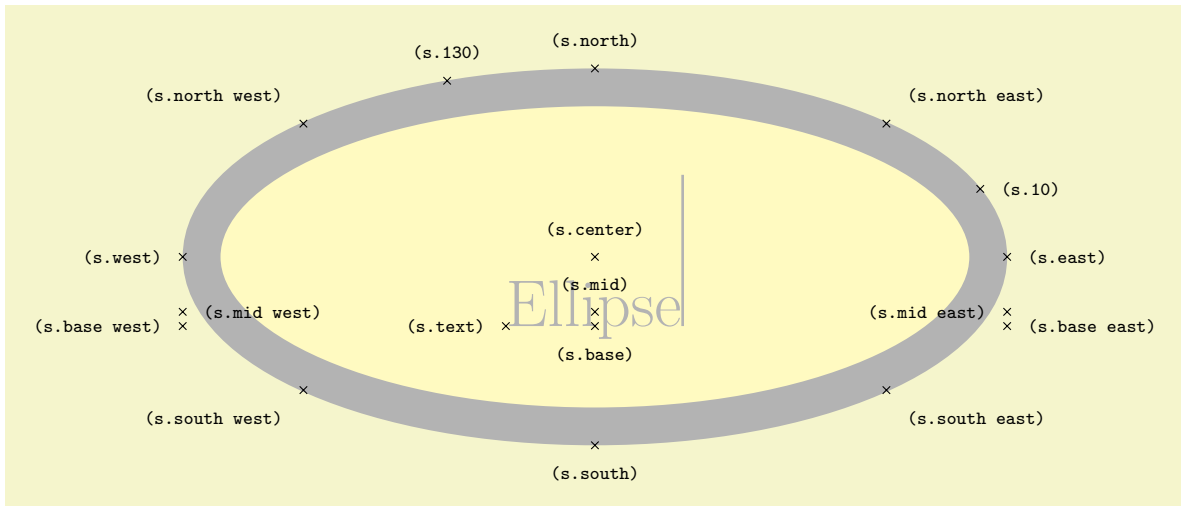 (s.north)
(s.130)
(s.north west)
(s.north east)
(s.10)
(s.center)
(s.west)
(s.east)
(s.mid)
Ellipse
(s.mid west)
(s.mid east)
(s.base west)
(s.text)
(s.base east)
(s.base)
(s.south west)
(s.south east)
(s.south)